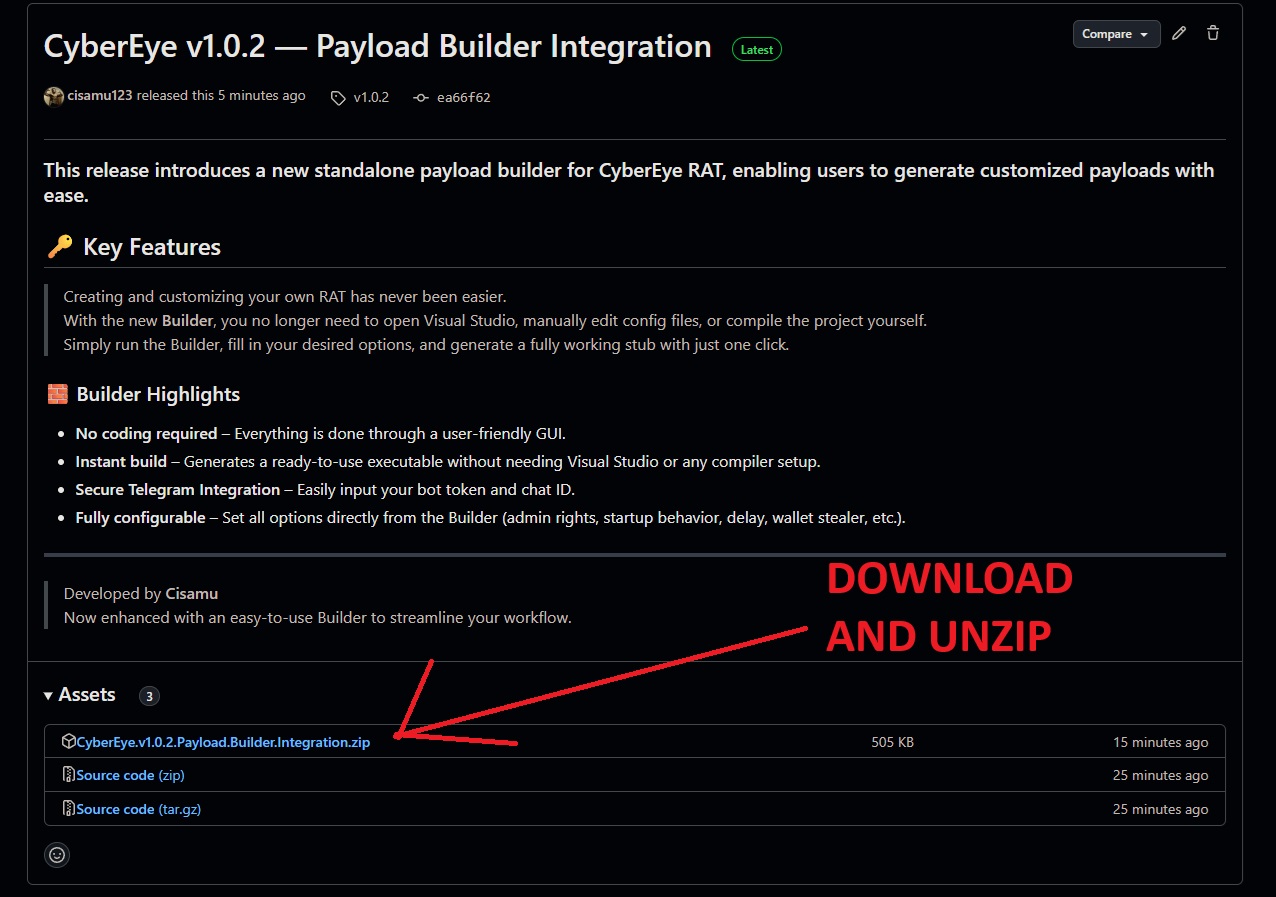 CyberEye v1.0.2 — Payload Builder Integration Latest
Compare
cisamu123 released this 5 minutes ago v1.0.2 ea66f62
This release introduces a new standalone payload builder for CyberEye RAT, enabling users to generate customized payloads with
ease.
🔑 Key Features
Creating and customizing your own RAT has never been easier.
With the new Builder, you no longer need to open Visual Studio, manually edit config files, or compile the project yourself.
Simply run the Builder, fill in your desired options, and generate a fully working stub with just one click.
🧱 Builder Highlights
• No coding required – Everything is done through a user-friendly GUI.
• Instant build – Generates a ready-to-use executable without needing Visual Studio or any compiler setup.
• Secure Telegram Integration – Easily input your bot token and chat ID.
• Fully configurable – Set all options directly from the Builder (admin rights, startup behavior, delay, wallet stealer, etc.).
DOWNLOAD
AND UNZIP
Developed by Cisamu
Now enhanced with an easy-to-use Builder to streamline your workflow.
Assets 3
CyberEye.v1.0.2.Payload.Builder.Integration.zip 505 KB 15 minutes ago
Source code (zip) 25 minutes ago
Source code (tar.gz) 25 minutes ago